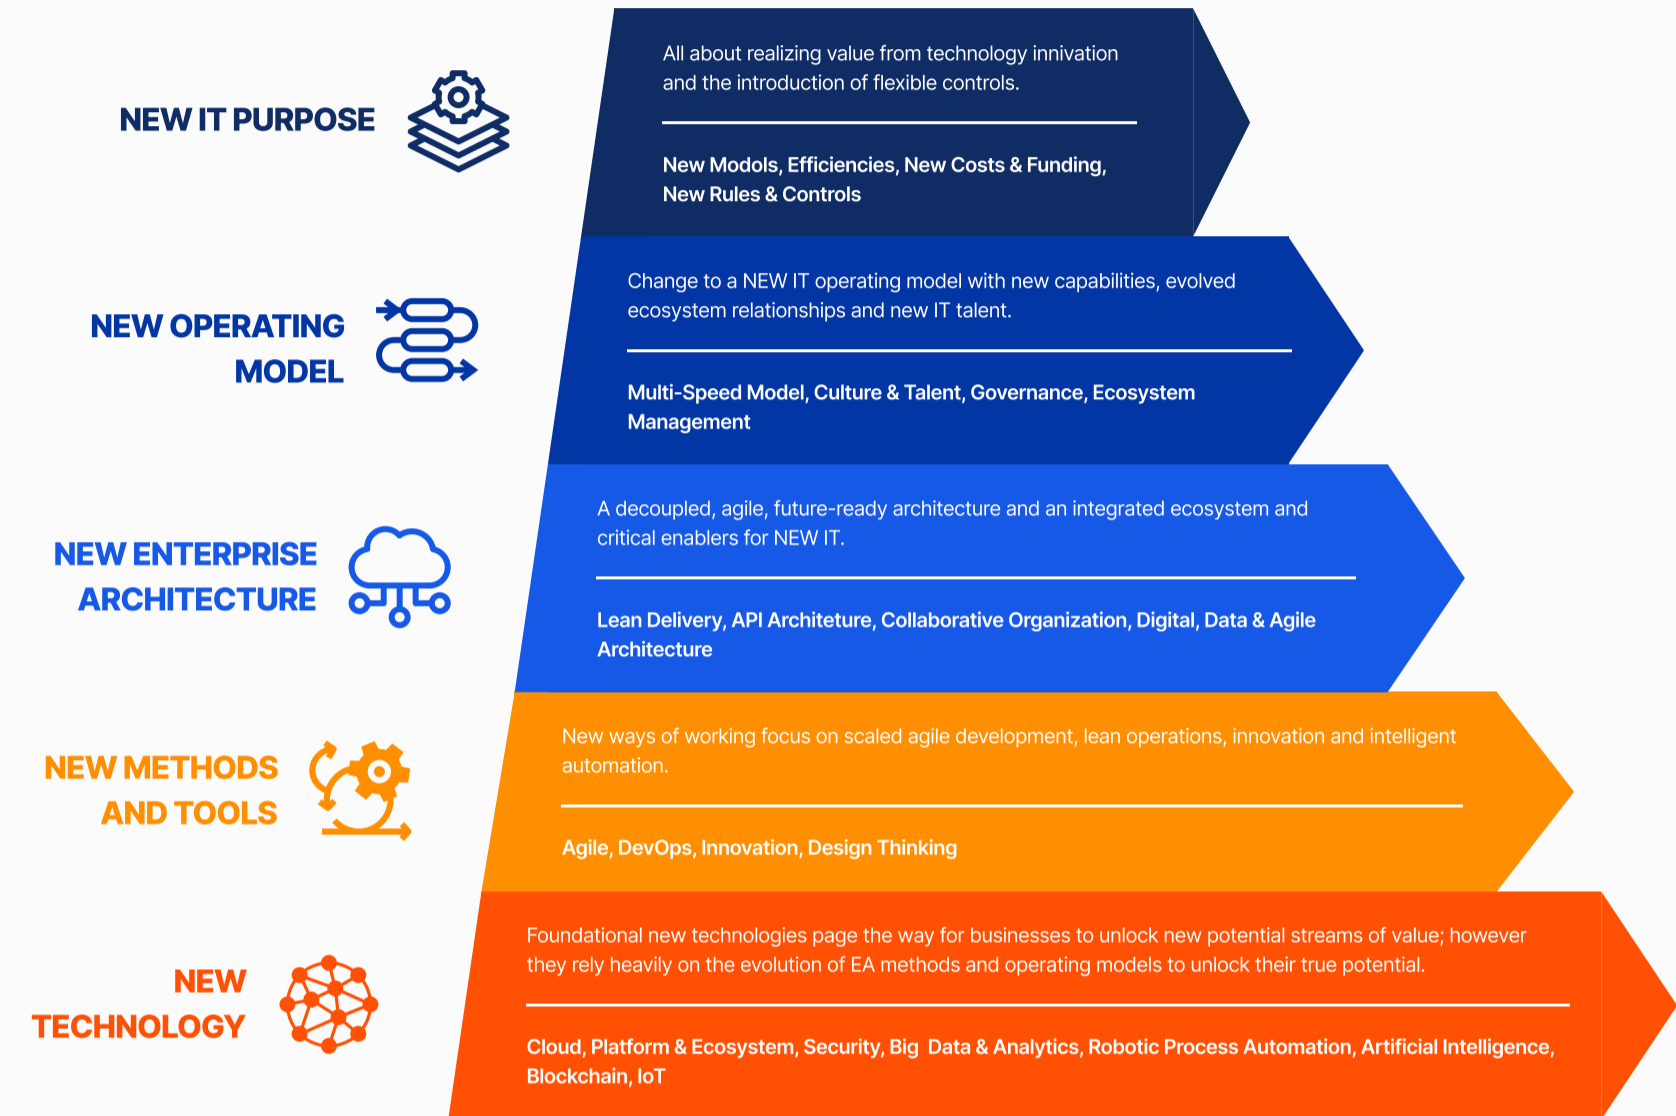 NEW IT PURPOSE
All about realizing value from technology innivation
and the introduction of flexible controls.
New Modols, Efficiencies, New Costs & Funding,
New Rules & Controls
NEW OPERATING
MODEL
Change to a NEW IT operating model with new capabilities, evolved
ecosystem relationships and new IT talent.
Multi-Speed Model, Culture & Talent, Governance, Ecosystem
Management
NEW ENTERPRISE
ARCHITECTURE
A decoupled, agile, future-ready architecture and an integrated ecosystem and
critical enablers for NEW IT.
Lean Delivery, API Architeture, Collaborative Organization, Digital, Data & Agile
Architecture
NEW METHODS
AND TOOLS
New ways of working focus on scaled agile development, lean operations, innovation and intelligent
automation.
Agile, DevOps, Innovation, Design Thinking
NEW
TECHNOLOGY
Foundational new technologies page the way for businesses to unlock new potential streams of value; however
they rely heavily on the evolution of EA methods and operating models to unlock their true potential.
Cloud, Platform & Ecosystem, Security, Big  Data & Analytics, Robotic Process Automation, Artificial Intelligence,
Blockchain, IoT